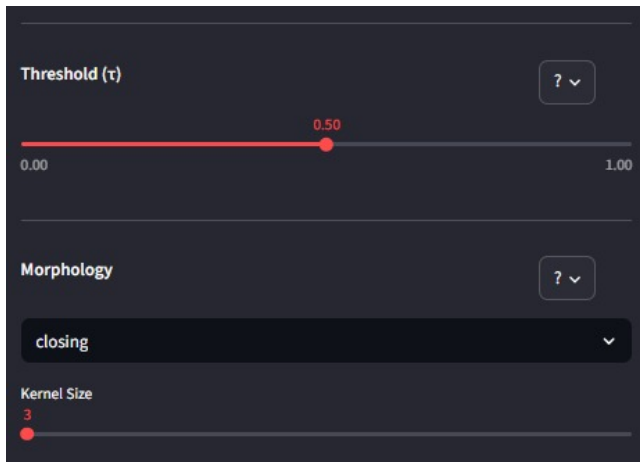 Threshold (τ)
?
0.50
0.00 1.00
Morphology
?
closing
Kernel Size
3